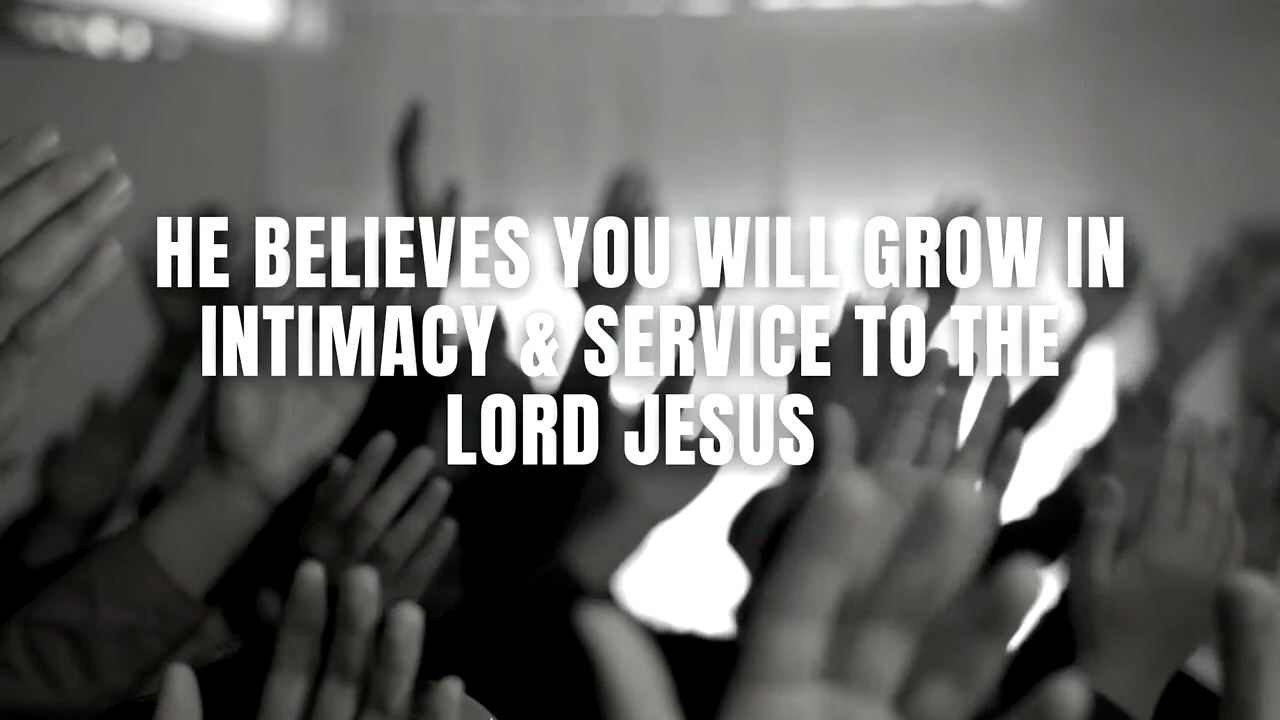 HE BELIEVES YOU WILL GROW IN
INTIMACY & SERVICE TO THE
LORD JESUS